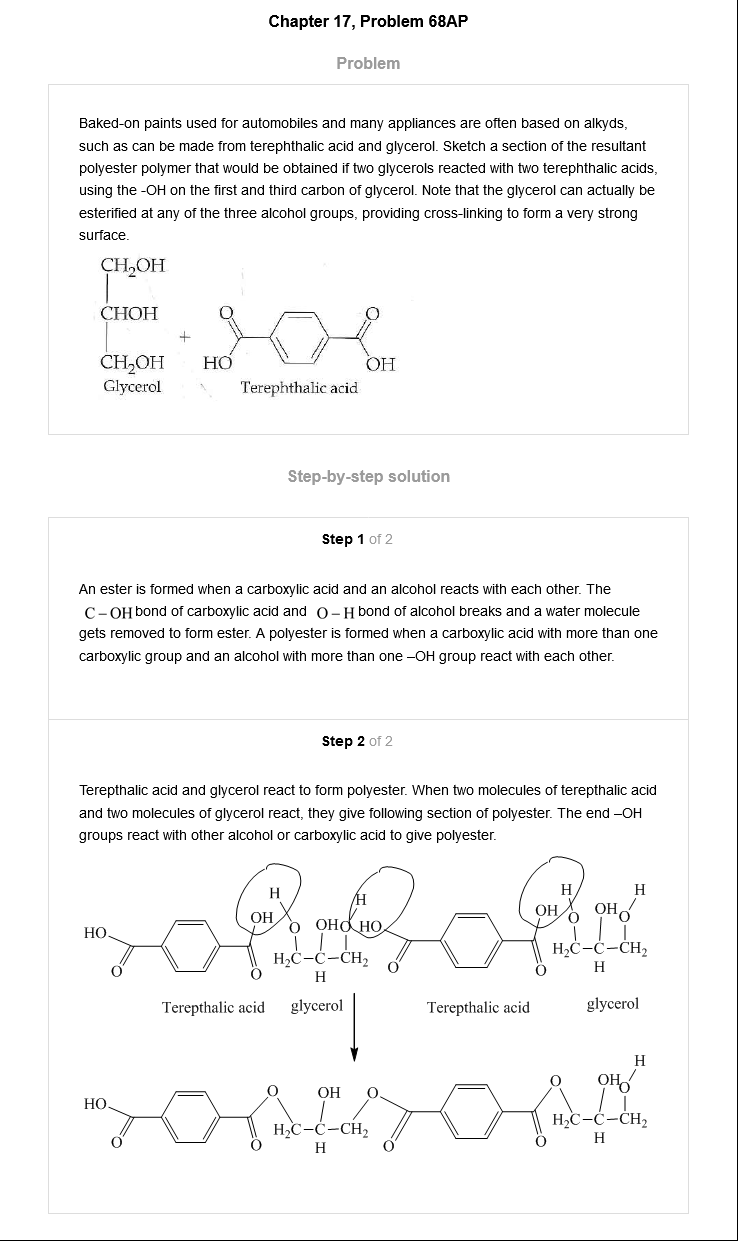 Chapter 17, Problem 68AP
Problem
Baked-on paints used for automobiles and many appliances are often based on alkyds,
such as can be made from terephthalic acid and glycerol. Sketch a section of the resultant
polyester polymer that would be obtained if two glycerols reacted with two terephthalic acids,
using the -OH on the first and third carbon of glycerol. Note that the glycerol can actually be
esterified at any of the three alcohol groups, providing cross-linking to form a very strong
surface.
CH₂OH
CHOH O O
+
CH₂OH HO OH
Glycerol Terephthalic acid
Step-by-step solution
Step 1 of 2
An ester is formed when a carboxylic acid and an alcohol reacts with each other. The
C–OH bond of carboxylic acid and O–H bond of alcohol breaks and a water molecule
gets removed to form ester. A polyester is formed when a carboxylic acid with more than one
carboxylic group and an alcohol with more than one –OH group react with each other.
Step 2 of 2
Terepthalic acid and glycerol react to form polyester. When two molecules of terepthalic acid
and two molecules of glycerol react, they give following section of polyester. The end –OH
groups react with other alcohol or carboxylic acid to give polyester.
H H H H
OH O OH O HO OH O OH O
HO
H₂C–C–CH₂ H₂C–C–CH₂
O O O O
H H
Terepthalic acid glycerol Terepthalic acid glycerol
H
O OH O O OH O
HO
H₂C–C–CH₂ H₂C–C–CH₂
O O O O
H H